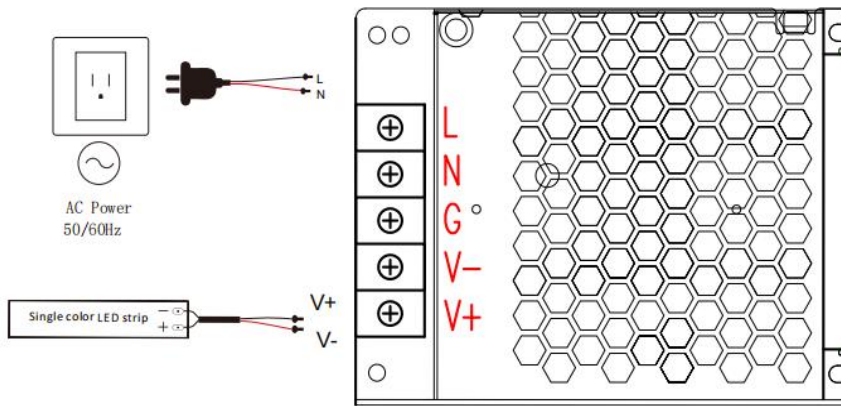 L
N
AC Power
50/60Hz
Single color LED strip
− 
+
V+
V-
L
N
G
V-
V+